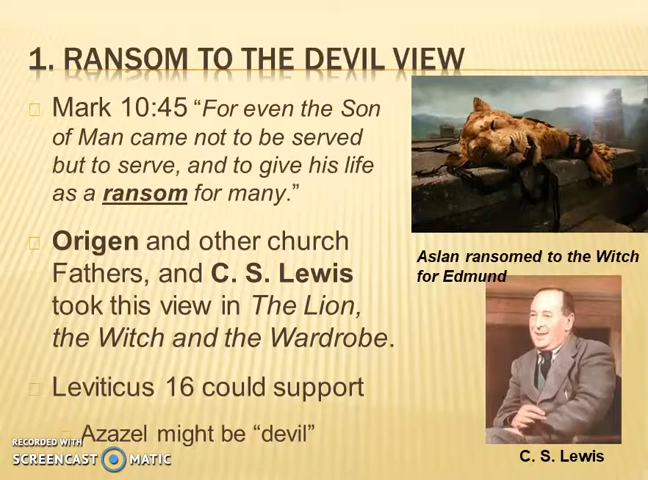 1. RANSOM TO THE DEVIL VIEW
Mark 10:45 “For even the Son
of Man came not to be served
but to serve, and to give his life
as a ransom for many.”
Origen and other church
Fathers, and C. S. Lewis
took this view in The Lion,
the Witch and the Wardrobe.
Leviticus 16 could support
Azazel might be “devil”
Aslan ransomed to the Witch
for Edmund
C. S. Lewis
RECORDED WITH
SCREENCAST MATIC